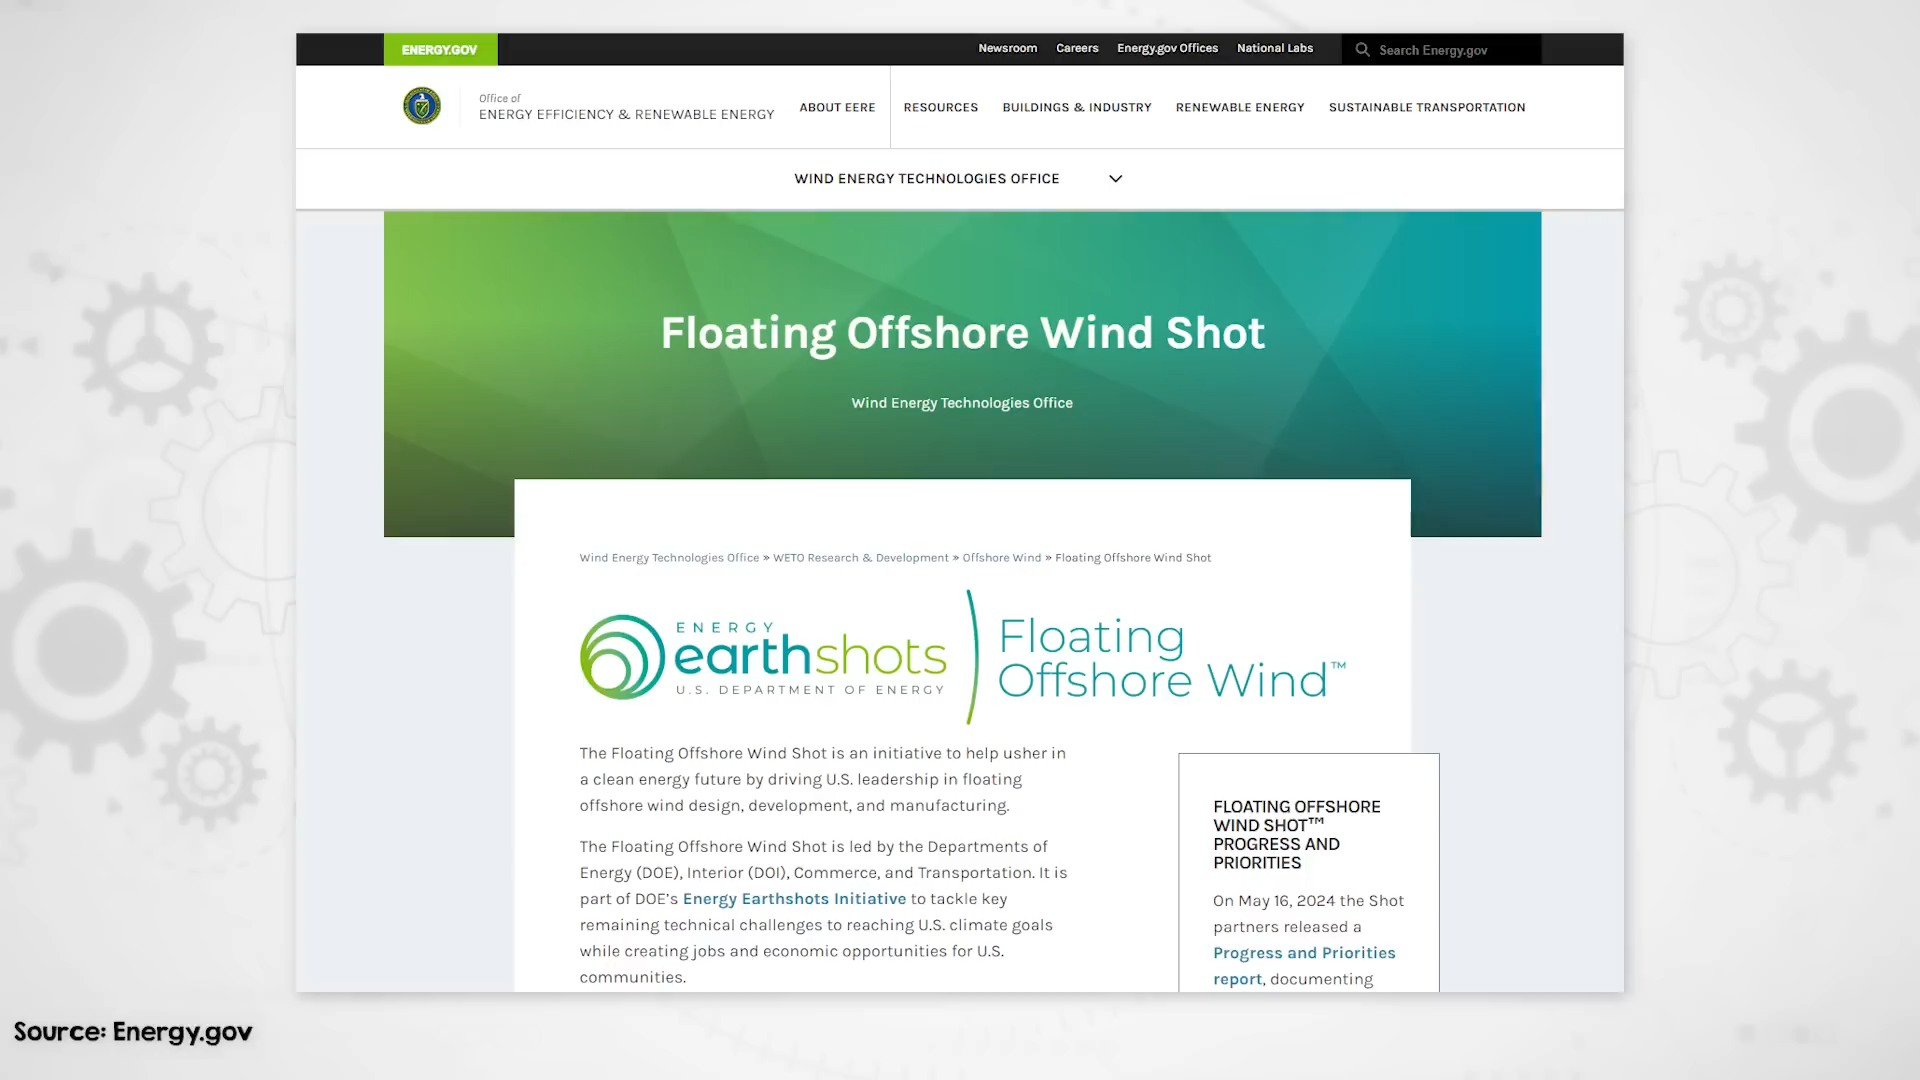 ENERGY.GOV
Newsroom Careers Energy.gov Offices National Labs Search Energy.gov
Office of
ENERGY EFFICIENCY & RENEWABLE ENERGY
ABOUT EERE RESOURCES BUILDINGS & INDUSTRY RENEWABLE ENERGY SUSTAINABLE TRANSPORTATION
WIND ENERGY TECHNOLOGIES OFFICE
Floating Offshore Wind Shot
Wind Energy Technologies Office
Wind Energy Technologies Office » WETO Research & Development » Offshore Wind » Floating Offshore Wind Shot
ENERGY
earthshots
U.S. DEPARTMENT OF ENERGY
Floating
Offshore Wind™
The Floating Offshore Wind Shot is an initiative to help usher in
a clean energy future by driving U.S. leadership in floating
offshore wind design, development, and manufacturing.
The Floating Offshore Wind Shot is led by the Departments of
Energy (DOE), Interior (DOI), Commerce, and Transportation. It is
part of DOE’s Energy Earthshots Initiative to tackle key
remaining technical challenges to reaching U.S. climate goals
while creating jobs and economic opportunities for U.S.
communities.
FLOATING OFFSHORE
WIND SHOT™
PROGRESS AND
PRIORITIES
On May 16, 2024 the Shot
partners released a
Progress and Priorities
report, documenting
Source: Energy.gov